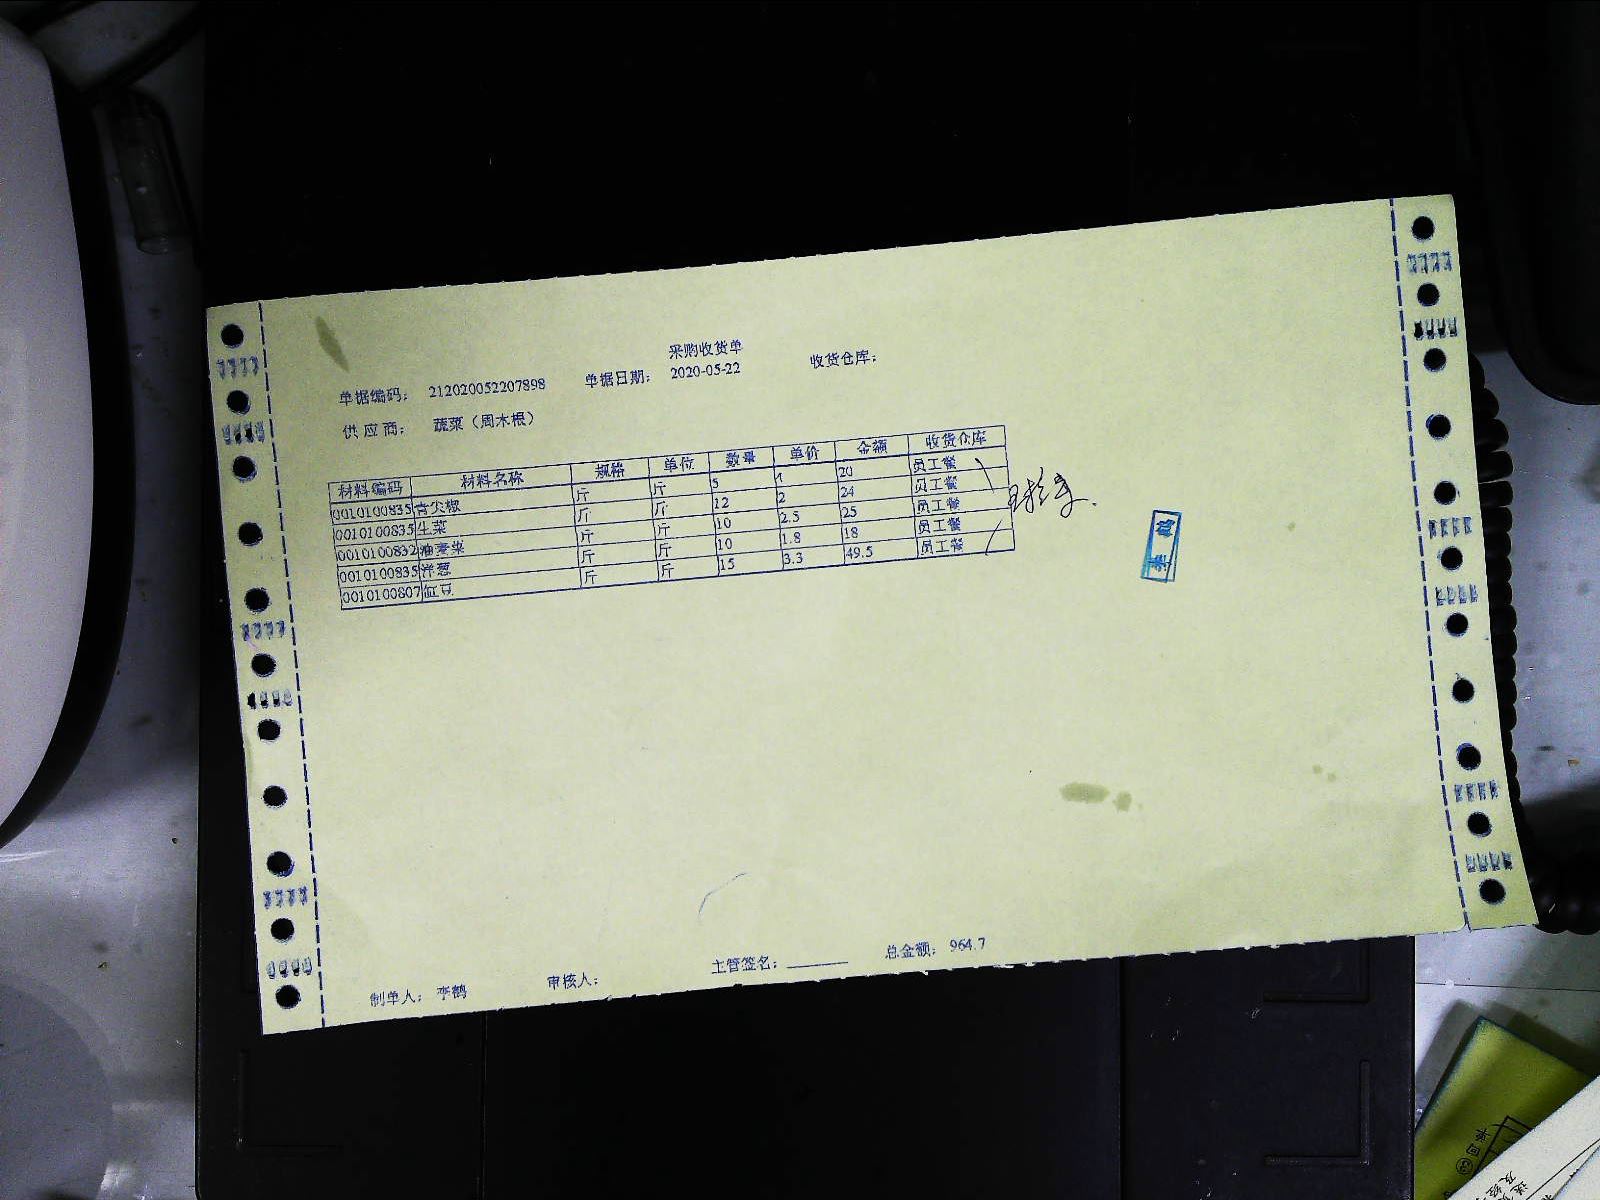 采购收货单
单据编码： 212020052207898 单据日期： 2020-05-22 收货仓库：
供应商： 蔬菜（周木根）
材料编码 材料名称 规格 单位 数量 单价 金额 收货仓库
0010100835 青尖椒 斤 斤 5 4 20 员工餐
0010100835 生菜 斤 斤 12 2 24 员工餐
0010100832 油麦菜 斤 斤 10 2.5 25 员工餐
0010100835 洋葱 斤 斤 10 1.8 18 员工餐
0010100807 豇豆 斤 斤 15 3.3 49.5 员工餐
制单人： 李鹤 审核人： 主管签名： 总金额： 964.7